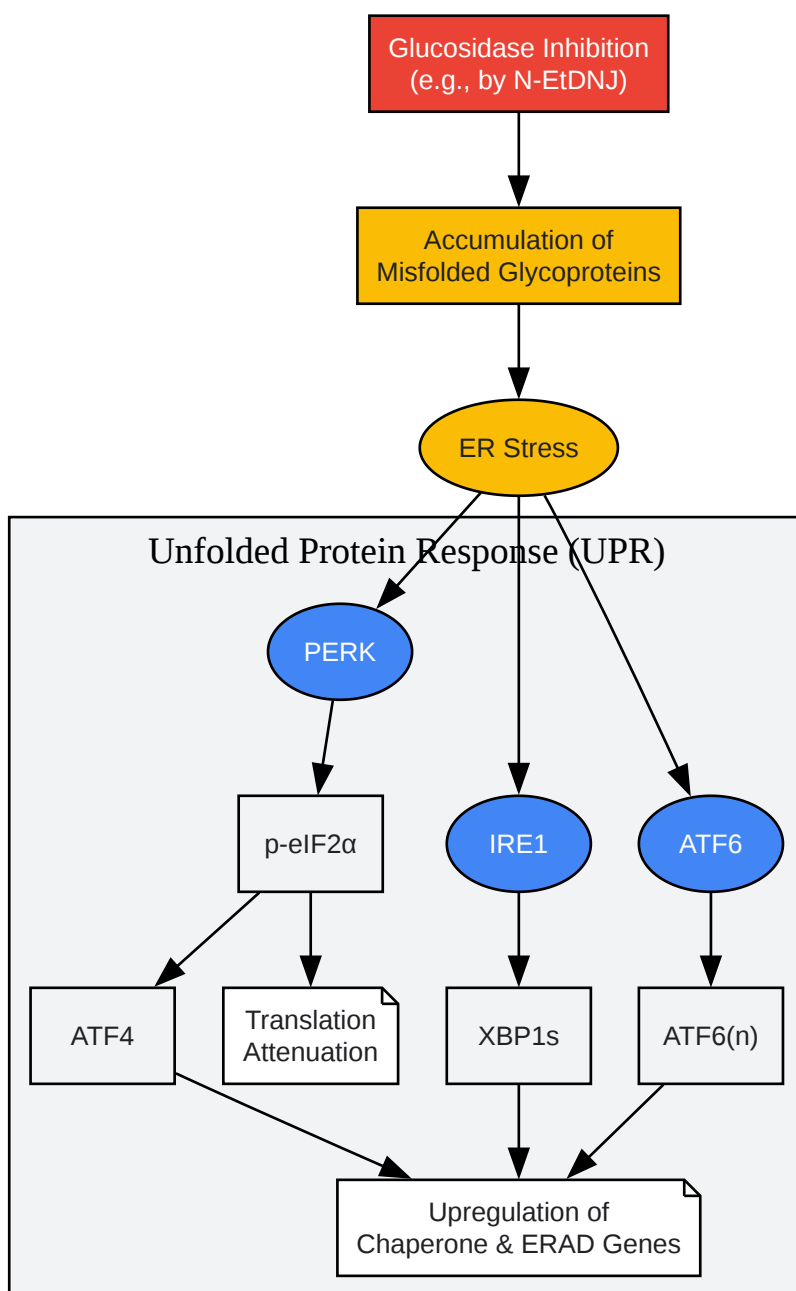 Glucosidase Inhibition
(e.g., by N-EtDNJ)
Accumulation of
Misfolded Glycoproteins
ER Stress
Unfolded Protein Response (UPR)
PERK
p-eIF2α
IRE1
ATF6
ATF4
Translation
Attenuation
XBP1s
ATF6(n)
Upregulation of
Chaperone & ERAD Genes